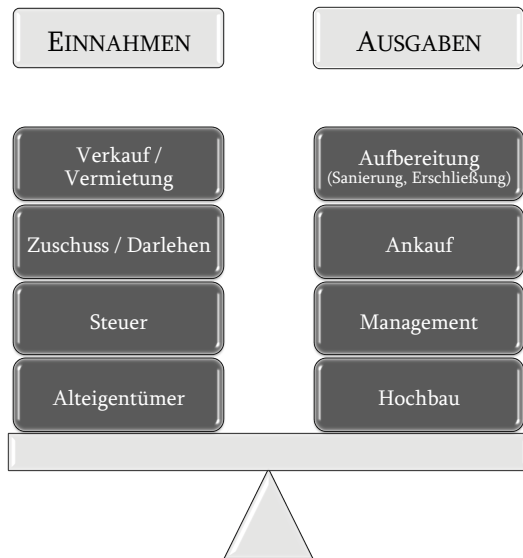 EINNAHMEN
AUSGABEN
Verkauf /
Vermietung
Zuschuss / Darlehen
Steuer
Alteigentümer
Aufbereitung
(Sanierung, Erschließung)
Ankauf
Management
Hochbau